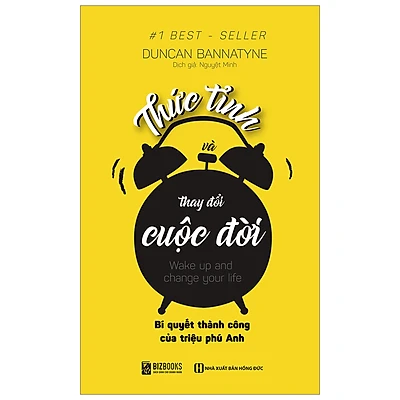 #1 BEST - SELLER
DUNCAN BANNATYNE
Dịch giả: Nguyệt Minh
Thức tỉnh
và
thay đổi
cuộc đời
Wake up and
change your life
Bí quyết thành công
của triệu phú Anh
BIZBOOKS
NHÀ XUẤT BẢN HỒNG ĐỨC